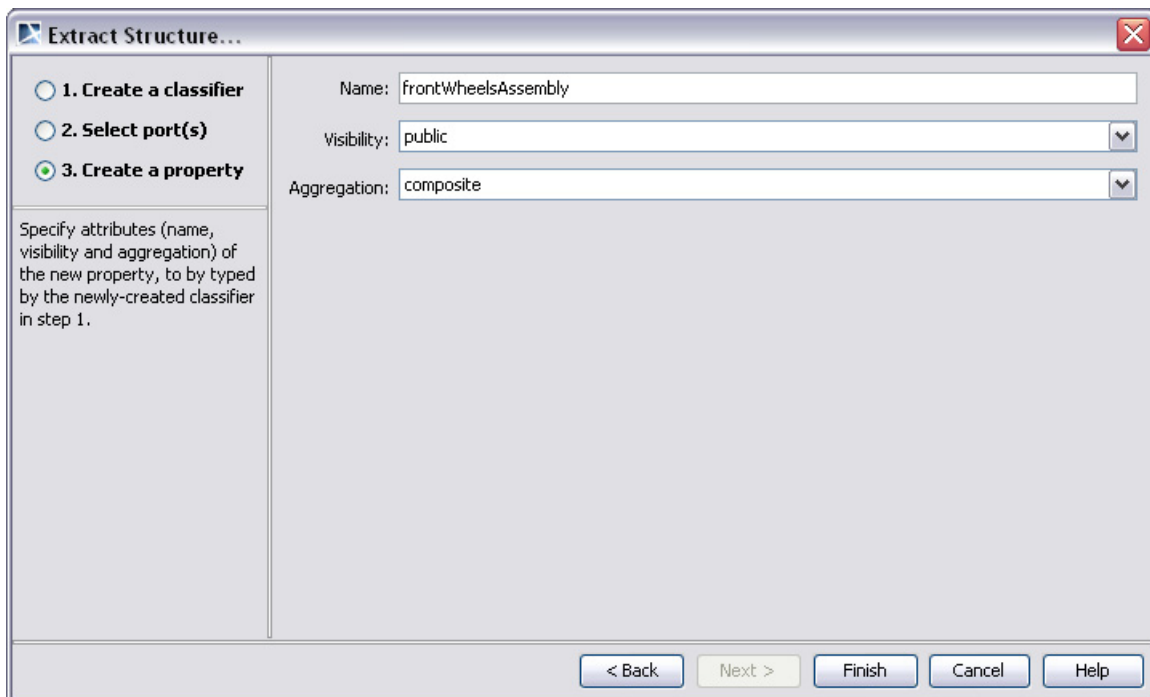 Extract Structure...
1. Create a classifier
2. Select port(s)
3. Create a property
Specify attributes (name,
visibility and aggregation) of
the new property, to by typed
by the newly-created classifier
in step 1.
Name: frontWheelsAssembly
Visibility: public
Aggregation: composite
< Back Next > Finish Cancel Help